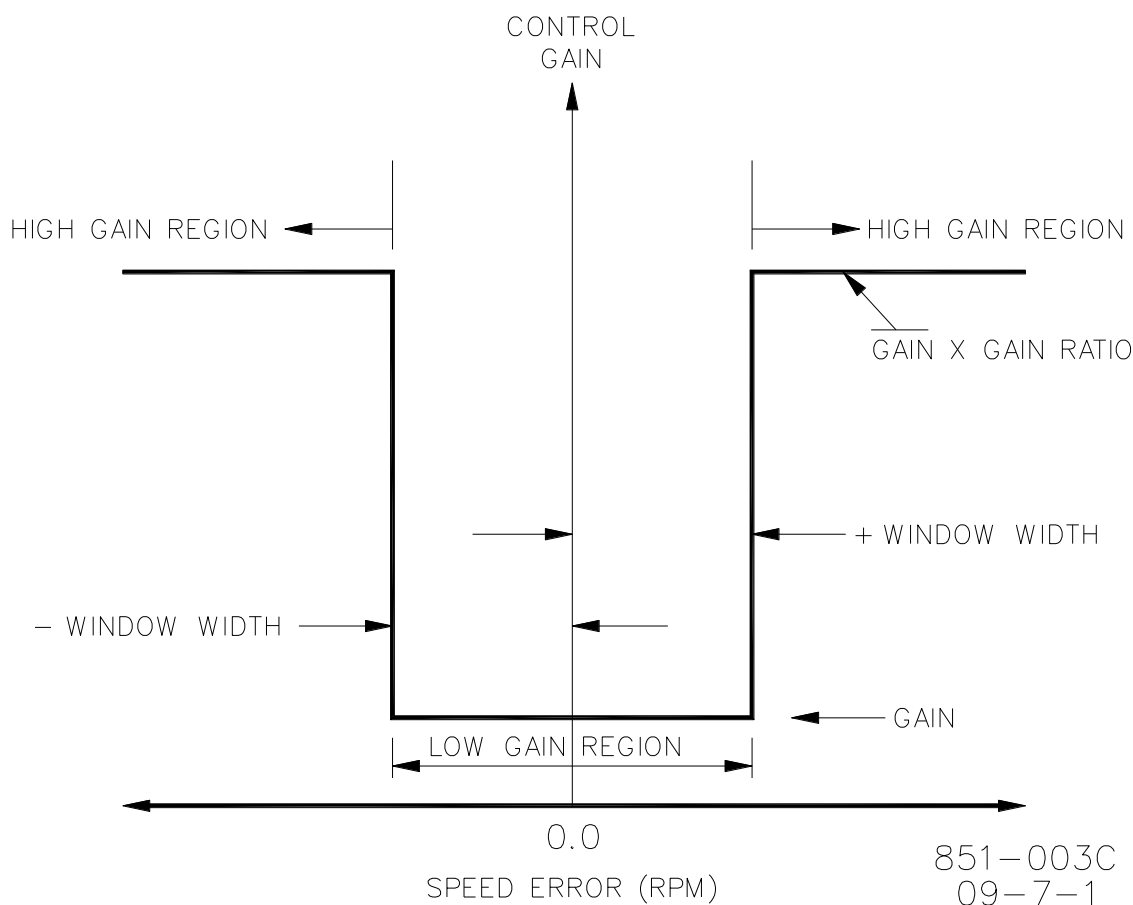 CONTROL
GAIN
HIGH GAIN REGION
HIGH GAIN REGION
GAIN X GAIN RATIO
+ WINDOW WIDTH
- WINDOW WIDTH
GAIN
LOW GAIN REGION
0.0
SPEED ERROR (RPM)
851-003C
09-7-1